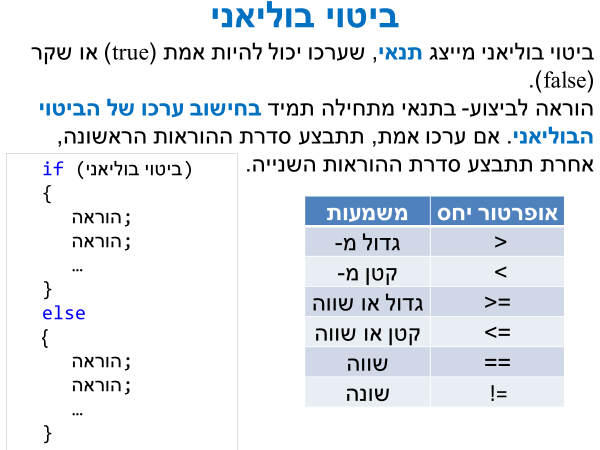 ביטוי בוליאני
ביטוי בוליאני מייצג תנאי, שערכו יכול להיות אמת (true) או שקר
(false).
הוראה לביצוע- בתנאי מתחילה תמיד בחישוב ערכו של הביטוי
הבוליאני. אם ערכו אמת, תתבצע סדרת ההוראות הראשונה,
אחרת תתבצע סדרת ההוראות השנייה.
if (ביטוי בוליאני)
{
הוראה;
הוראה;
…
}
else
{
הוראה;
הוראה;
…
}
אופרטור יחס משמעות
> גדול מ-
< קטן מ-
>= גדול או שווה
<= קטן או שווה
== שווה
!= שונה